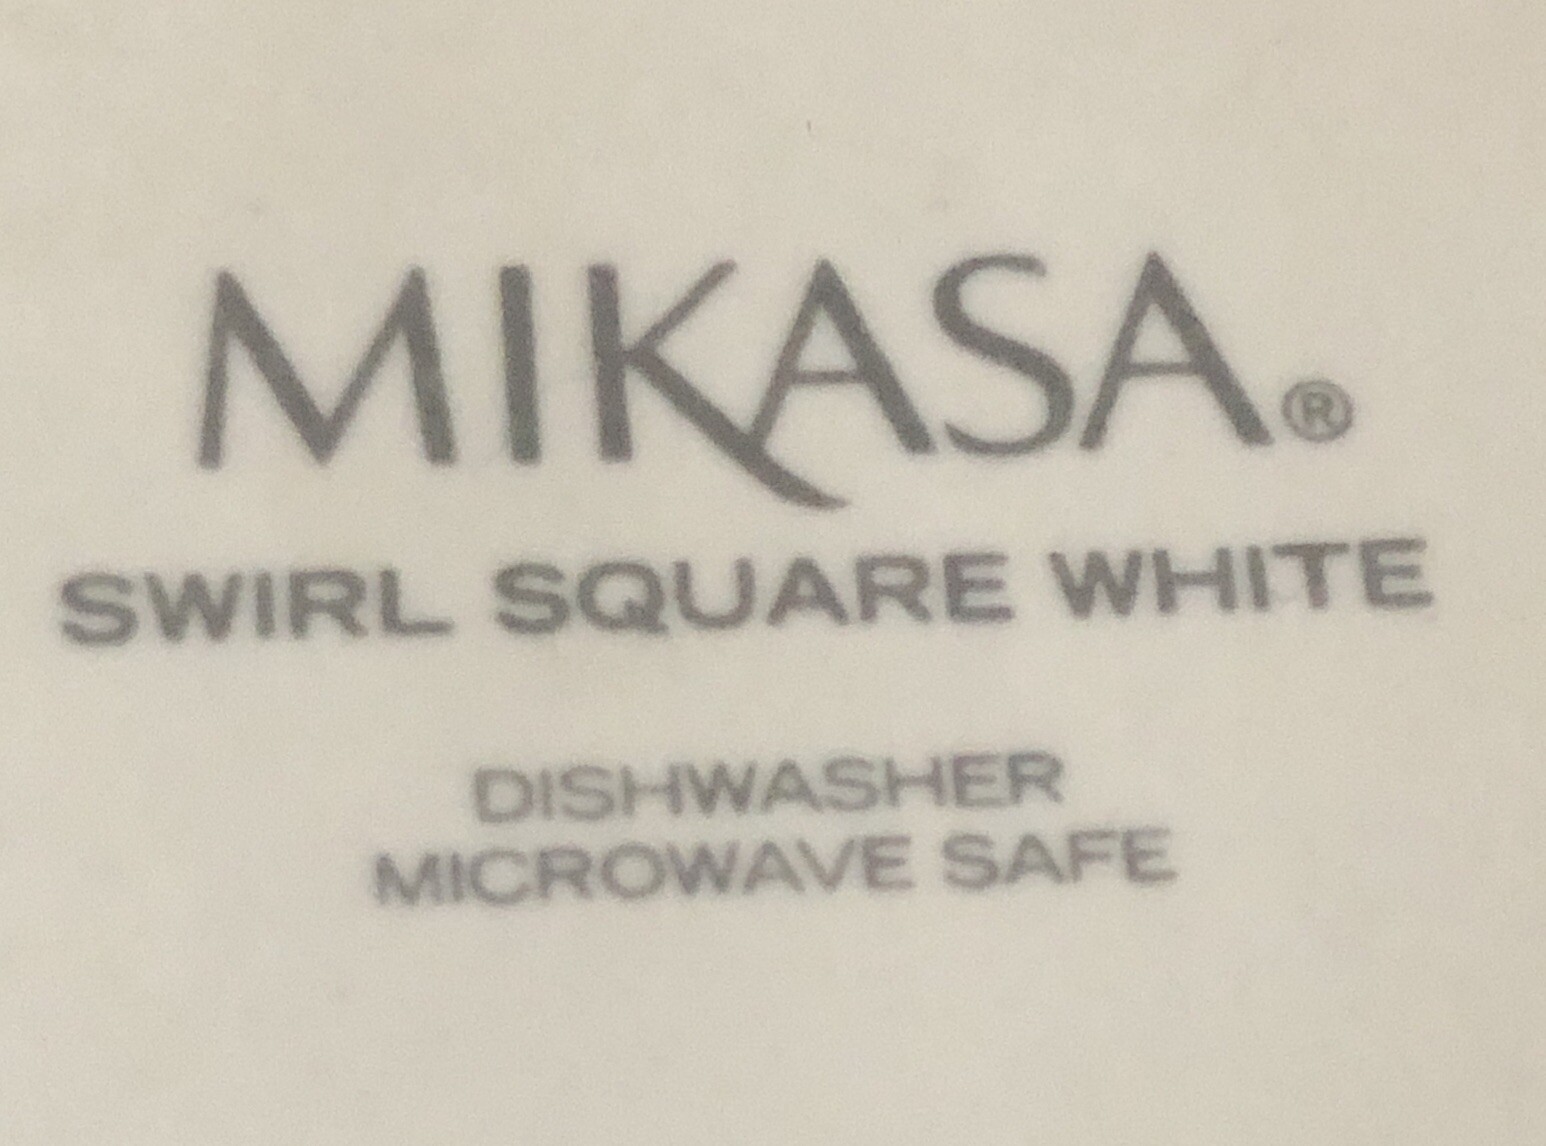 MIKASA®
SWIRL SQUARE WHITE
DISHWASHER
MICROWAVE SAFE